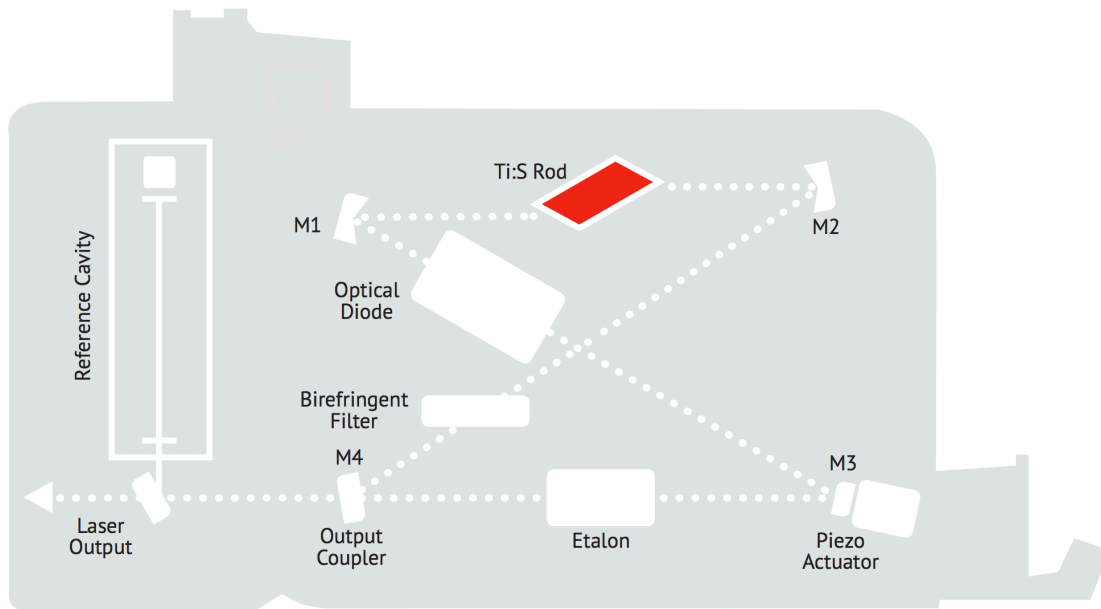 Ti:S Rod
M1
M2
Reference Cavity
Optical
Diode
Birefringent
Filter
M4
M3
Laser
Output
Output
Coupler
Etalon
Piezo
Actuator